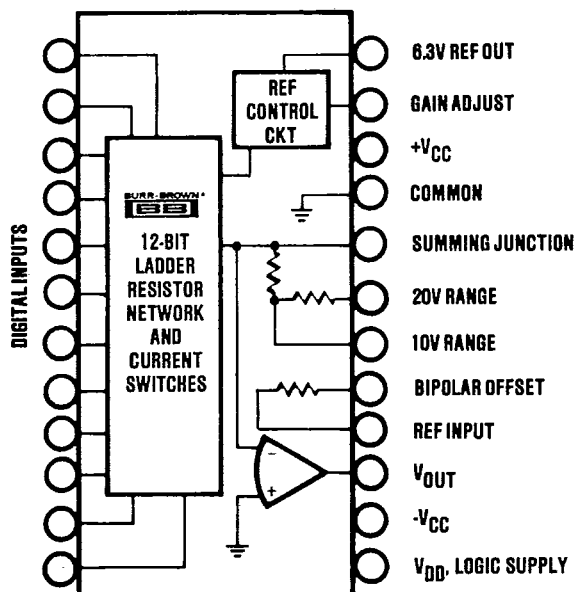 DIGITAL INPUTS
REF
CONTROL
CKT
BURR-BROWN®
BB
12-BIT
LADDER
RESISTOR
NETWORK
AND
CURRENT
SWITCHES
-
+
6.3V REF OUT
GAIN ADJUST
+VCC
COMMON
SUMMING JUNCTION
20V RANGE
10V RANGE
BIPOLAR OFFSET
REF INPUT
VOUT
-VCC
VDD, LOGIC SUPPLY